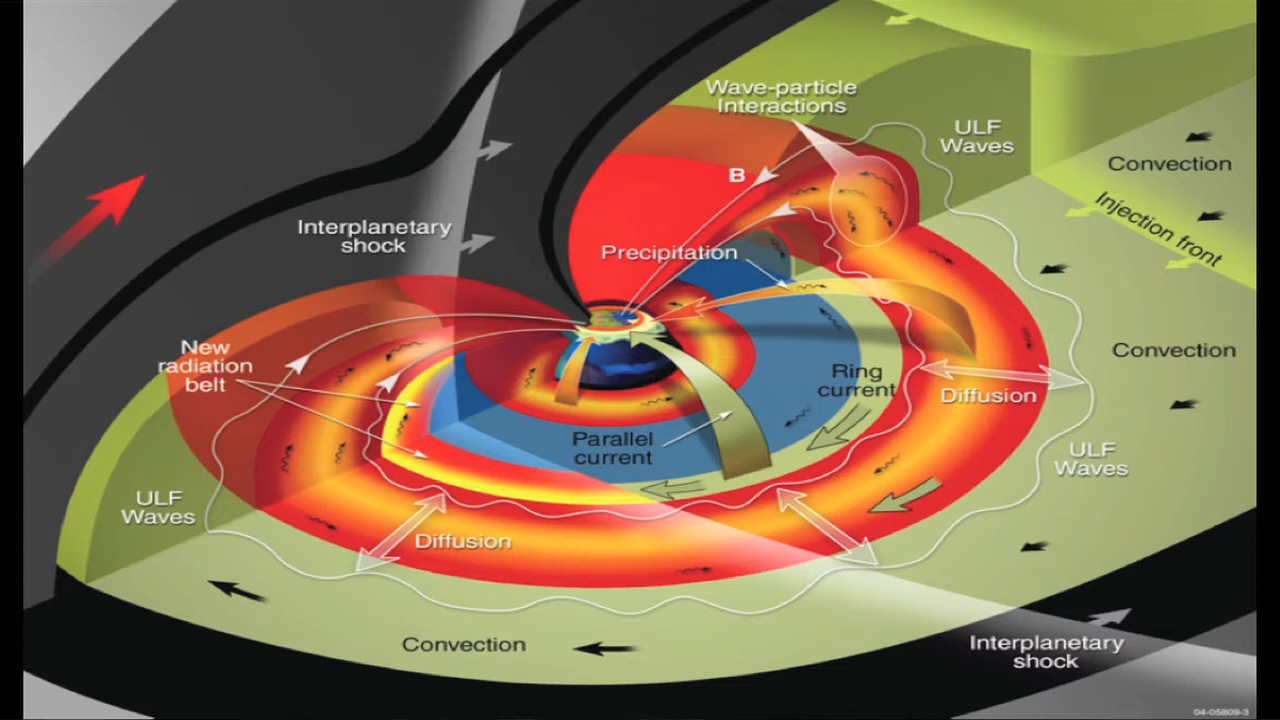 Wave-particle
Interactions
ULF
Waves
Convection
B
Injection front
Interplanetary
shock
Precipitation
New
radiation
belt
Ring
current
Convection
Diffusion
Parallel
current
ULF
Waves
ULF
Waves
Diffusion
Convection
Interplanetary
shock
04-05809-3